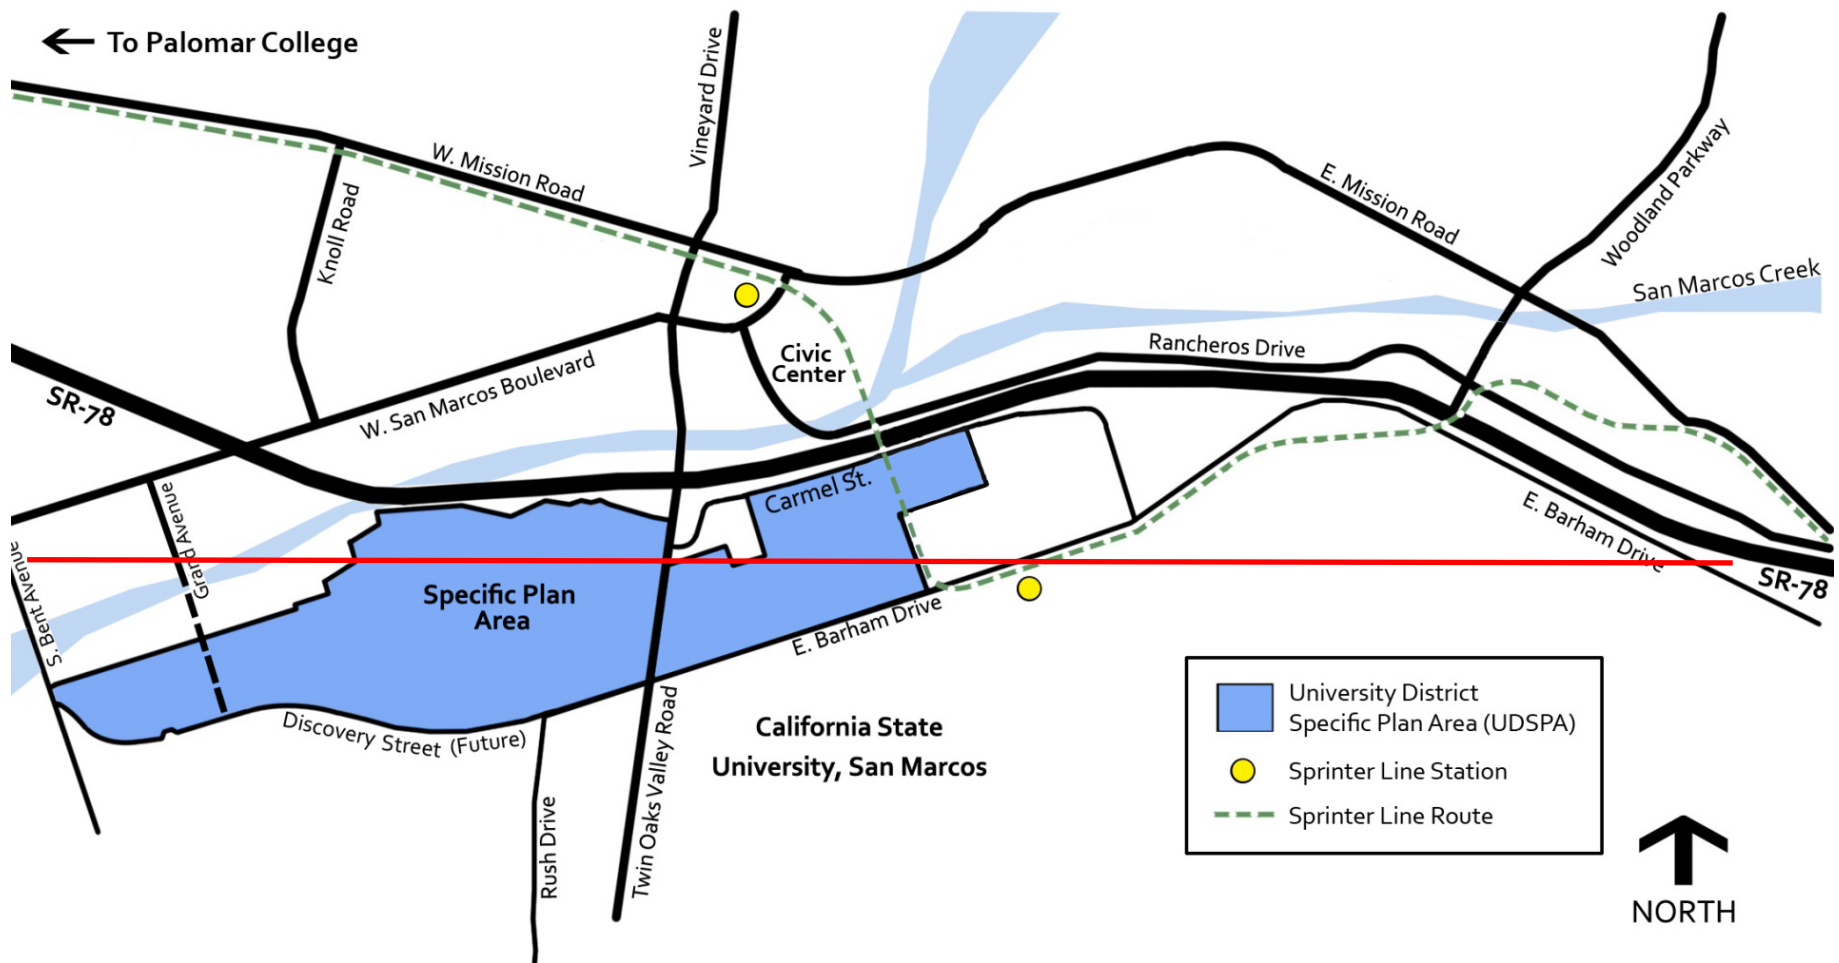 To Palomar College
Vineyard Drive
W. Mission Road
Knoll Road
E. Mission Road
Woodland Parkway
San Marcos Creek
Rancheros Drive
Civic
Center
SR-78
W. San Marcos Boulevard
Grand Avenue
S. Bent Avenue
Carmel St.
E. Barham Drive
SR-78
Specific Plan
Area
E. Barham Drive
Discovery Street (Future)
Rush Drive
Twin Oaks Valley Road
California State
University, San Marcos
University District
Specific Plan Area (UDSPA)
Sprinter Line Station
Sprinter Line Route
NORTH